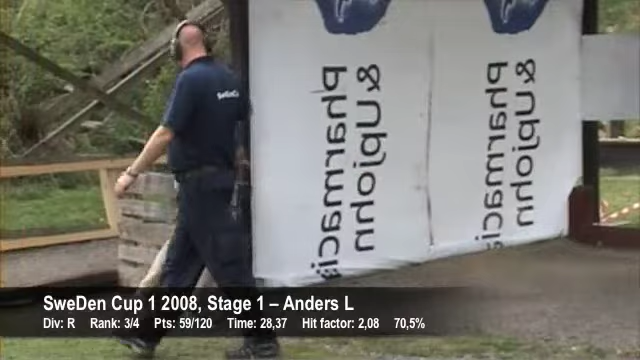 Pharmacia
& Upjohn
Pharmacia
& Upjohn
SweDen Cup 1 2008, Stage 1 – Anders L
Div: R Rank: 3/4 Pts: 59/120 Time: 28,37 Hit factor: 2,08 70,5%